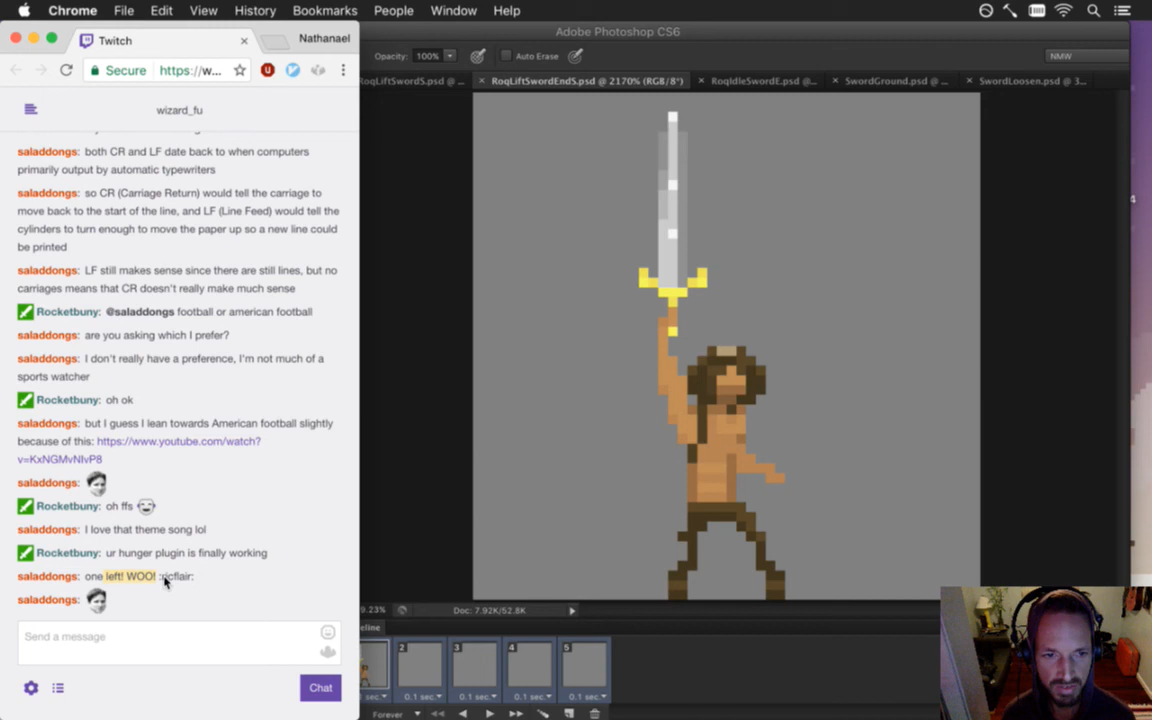 Chrome File Edit View History Bookmarks People Window Help
Twitch
Nathanael
Adobe Photoshop CS6
Secure https://w...
Opacity: 100% Auto Erase NMW
RoqLiftSwordS.psd @ ... RoqLiftSwordEndS.psd @ 2170% (RGB/8*) RoqIdleSwordE.psd @... SwordGround.psd @ ... SwordLoosen.psd @ 3...
wizard_fu
saladdongs: both CR and LF date back to when computers
primarily output by automatic typewriters
saladdongs: so CR (Carriage Return) would tell the carriage to
move back to the start of the line, and LF (Line Feed) would tell the
cylinders to turn enough to move the paper up so a new line could
be printed
saladdongs: LF still makes sense since there are still lines, but no
carriages means that CR doesn't really make much sense
Rocketbuny: @saladdongs football or american football
saladdongs: are you asking which I prefer?
saladdongs: I don't really have a preference, I'm not much of a
sports watcher
Rocketbuny: oh ok
saladdongs: but I guess I lean towards American football slightly
because of this: https://www.youtube.com/watch?
v=KxNGMvNIvP8
saladdongs:
Rocketbuny: oh ffs
saladdongs: I love that theme song lol
Rocketbuny: ur hunger plugin is finally working
saladdongs: one left! WOO! :ricflair:
saladdongs:
Send a message
Chat
9.23% Doc: 7.92K/52.8K
eline
2 3 4 5
sec. 0.1 sec. 0.1 sec. 0.1 sec. 0.1 sec.
Forever
4